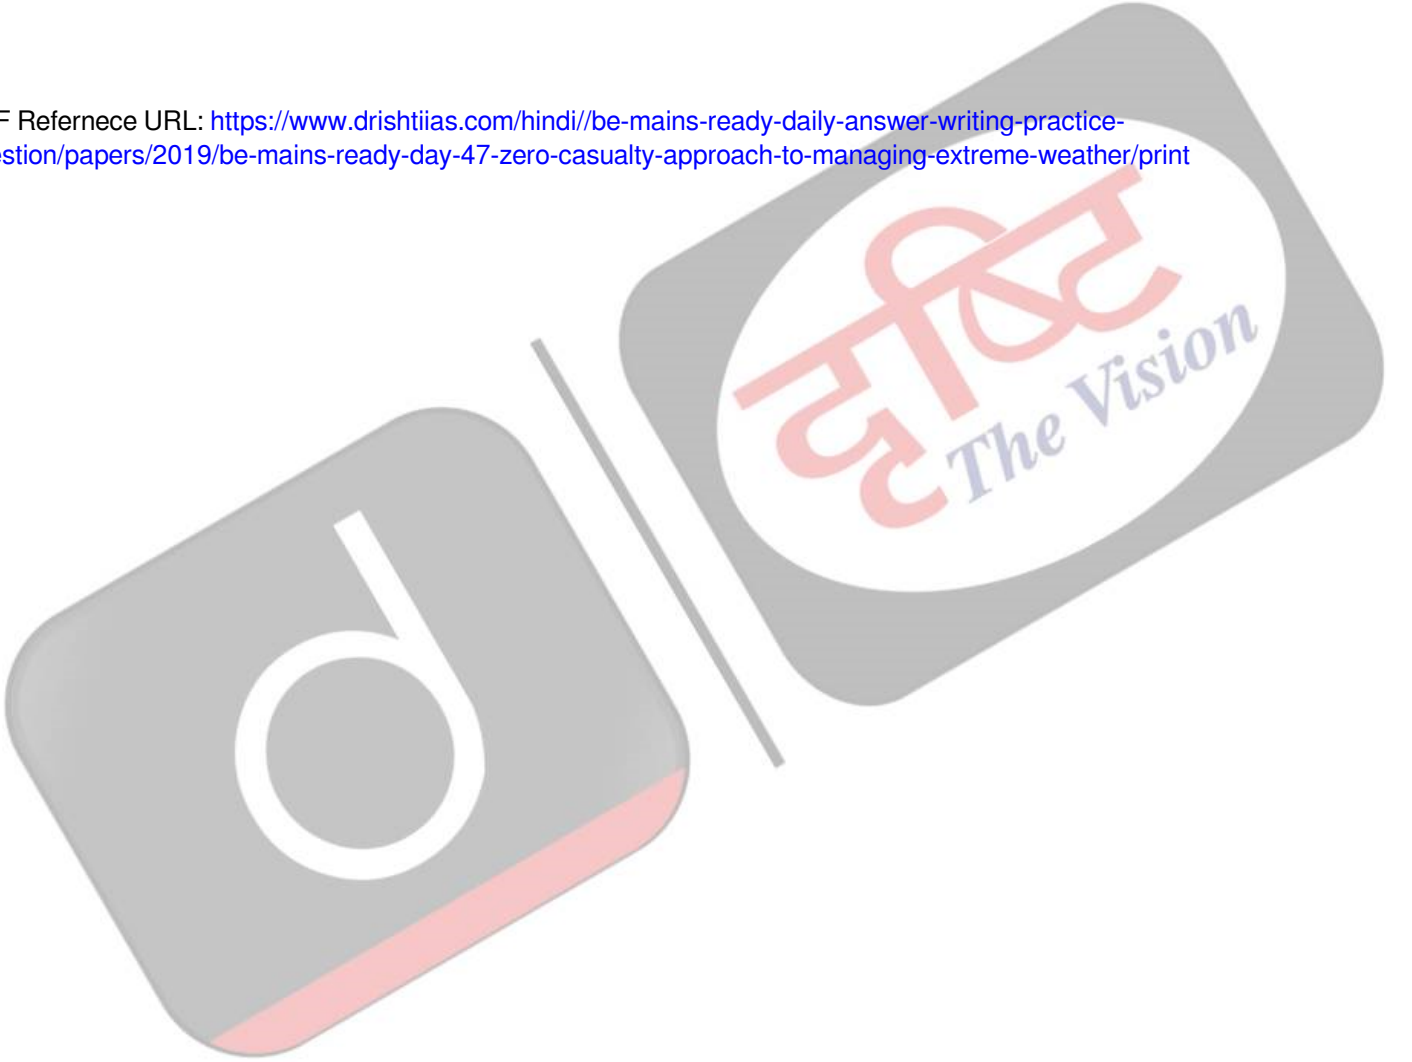 F Refernece URL: https://www.drishtiias.com/hindi//be-mains-ready-daily-answer-writing-practice-
estion/papers/2019/be-mains-ready-day-47-zero-casualty-approach-to-managing-extreme-weather/print
दृष्टि
The Vision
d